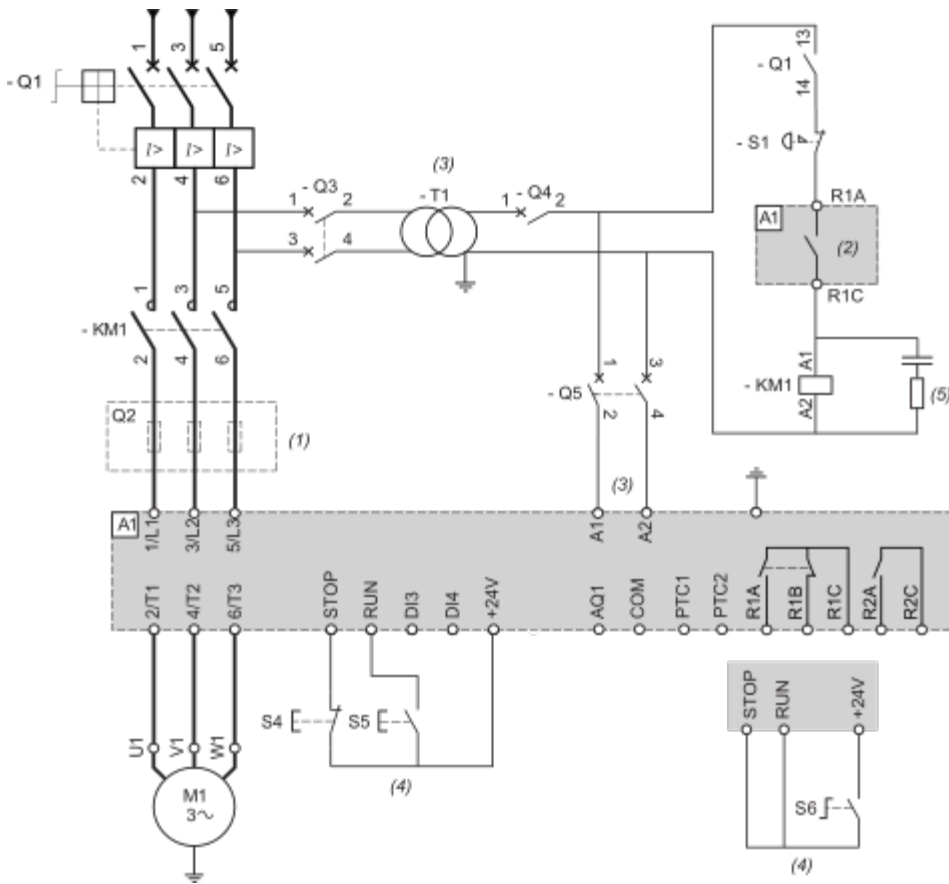 1 3 5
- Q1
I> I> I>
2 4 6
13
- Q1
14
- S1
R1A
A1
(2)
R1C
(3)
1 - Q3 2
3 4
- T1
1 - Q4 2
1 3 5
- KM1
2 4 6
1 3
- Q5
2 4
A1
- KM1
A2
(5)
Q2
(1)
(3)
A1
1/L1 3/L2 5/L3
A1 A2
2/T1 4/T2 6/T3
STOP RUN DI3 DI4 +24V
AQ1 COM PTC1 PTC2 R1A R1B R1C R2A R2C
S4 S5
(4)
STOP RUN +24V
S6
(4)
U1 V1 W1
M1
3~